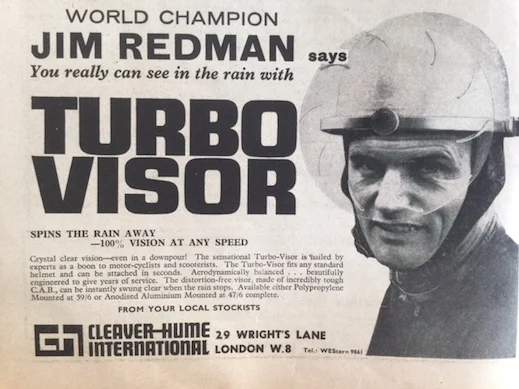 WORLD CHAMPION
JIM REDMAN says
You really can see in the rain with
TURBO
VISOR
SPINS THE RAIN AWAY
—100% VISION AT ANY SPEED
Crystal clear vision—even in a downpour! The sensational Turbo-Visor is hailed by
experts as a boon to motor-cyclists and scooterists. The Turbo-Visor fits any standard
helmet and can be attached in seconds. Aerodynamically balanced . . . beautifully
engineered to give years of service. The distortion-free visor, made of incredibly tough
C.A.B., can be instantly swung clear when the rain stops. Available either Polypropylene
Mounted at 39/6 or Anodised Aluminium Mounted at 47/6 complete.
FROM YOUR LOCAL STOCKISTS
CLEAVER-HUME 29 WRIGHT'S LANE
INTERNATIONAL LONDON W.8 Tel.: WEStern 9861